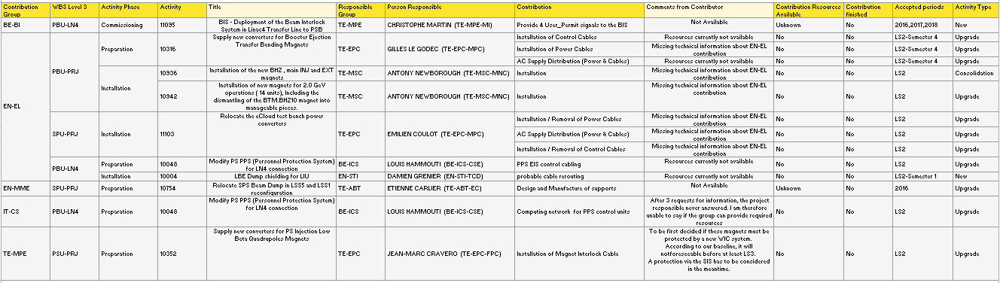 Contribution Group WBS Level 3 Activity Phase Activity Title Responsible Group Person Responsible Contribution Comments from Contributor Contribution Resources Available Contribution finished Accepted periods Activity Type
BE-BI PBU-LN4 Commissioning 11095 BIS - Deployment of the Beam Interlock System in Linac4 Transfer Line to PSB TE-MPE CHRISTOPHE MARTIN (TE-MPE-MI) Provide 4 User_Permit signals to the BIS Not Available Unknown No 2016,2017,2018 New
EN-EL PBU-PRJ Preparation 10316 Supply new converters for Booster Ejection Transfer Bending Magnets TE-EPC GILLES LE GODEC (TE-EPC-MPC) Installation of Control Cables Resources currently not available No No LS2-Semester 4 Upgrade
Installation of Power Cables Missing technical information about EN-EL contribution No No LS2-Semester 4 Upgrade
AC Supply Distribution (Power & Cables) Resources currently not available No No LS2-Semester 4 Upgrade
Installation 10936 Installation of the new BHZ , main INJ and EXT magnets TE-MSC ANTONY NEWBOROUGH (TE-MSC-MNC) Installation Missing technical information about EN-EL contribution No No LS2 Consolidation
10942 Installation of new magnets for 2.0 GeV operations ( 14 units), Including the dismantling of the BTM.BHZ10 magnet into manageable pieces. TE-MSC ANTONY NEWBOROUGH (TE-MSC-MNC) Installation Missing technical information about EN-EL contribution No No LS2 Upgrade
SPU-PRJ Installation 11103 Relocate the eCloud test bench power converters TE-EPC EMILIEN COULOT (TE-EPC-MPC) Installation / Removal of Power Cables Missing technical information about EN-EL contribution No No LS2 Upgrade
AC Supply Distribution (Power & Cables) Missing technical information about EN-EL contribution No No LS2 Upgrade
Installation / Removal of Control Cables Missing technical information about EN-EL contribution No No LS2 Upgrade
PBU-LN4 Preparation 10048 Modify PS PPS (Personnel Protection System) for LN4 connection BE-ICS LOUIS HAMMOUTI (BE-ICS-CSE) PPS EIS control cabling Resources currently not available No No LS2 Upgrade
Installation 10004 LBE Dump shielding for LIU EN-STI DAMIEN GRENIER (EN-STI-TCD) probable cable rerouting Resources currently not available No No LS2-Semester 1 New
EN-MME SPU-PRJ Preparation 10754 Relocate SPS Beam Dump in LSS5 and LSS1 reconfiguration TE-ABT ETIENNE CARLIER (TE-ABT-EC) Design and Manufacture of supports Not Available Unknown No 2016 Upgrade
IT-CS PBU-LN4 Preparation 10048 Modify PS PPS (Personnel Protection System) for LN4 connection BE-ICS LOUIS HAMMOUTI (BE-ICS-CSE) Computing network for PPS control units After 3 requests for information, the project responsible never answered. I am therefore unable to say if the group can provide required resources No No LS2 Upgrade
TE-MPE PSU-PRJ Preparation 10352 Supply new converters for PS Injection Low Beta Quadrupoles Magnets TE-EPC JEAN-MARC CRAVERO (TE-EPC-FPC) Installation of Magnet Interlock Cable To be first decided if these magnets must be protected by a new WIC system. According to our baseline, it will notforeseeable before at least LS3. A protection via the SIS has to be considered in the meantime. No No LS2 Upgrade